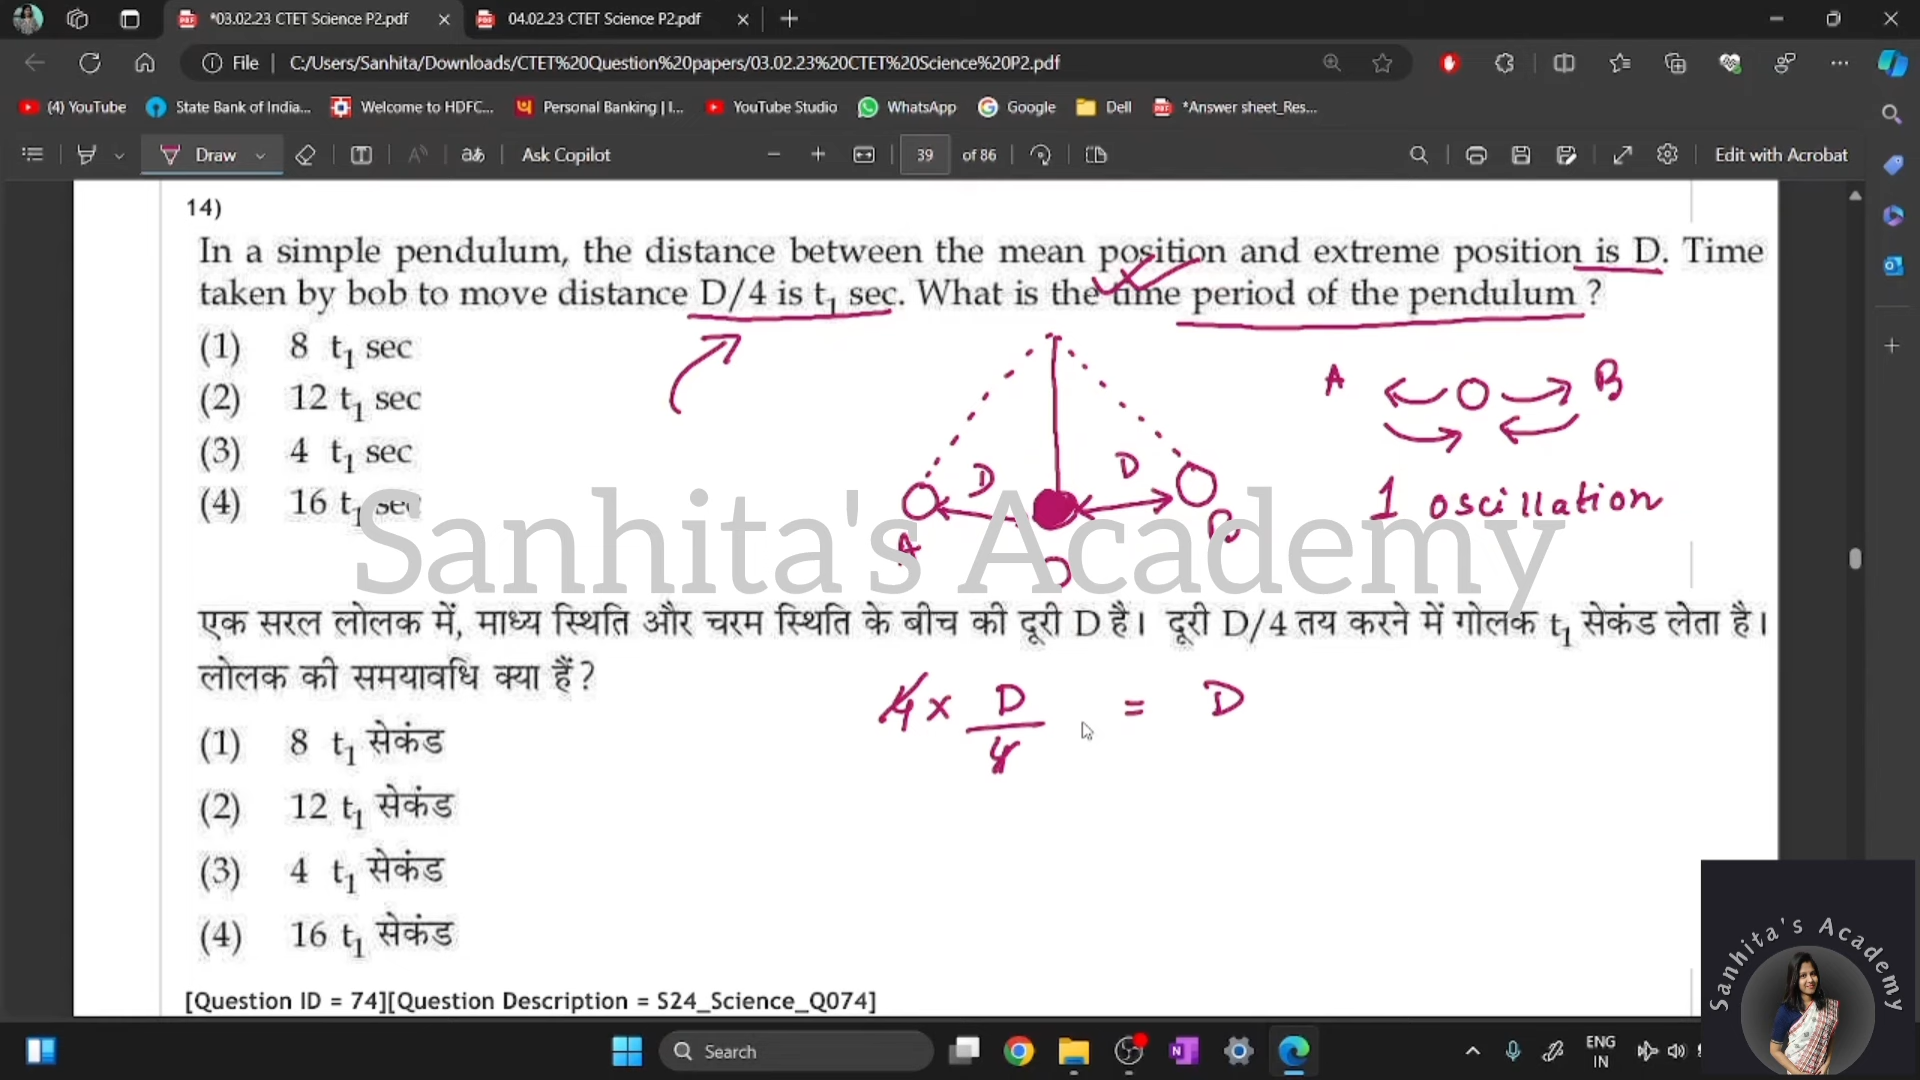 *03.02.23 CTET Science P2.pdf
04.02.23 CTET Science P2.pdf
File
C:/Users/Sanhita/Downloads/CTET%20Question%20papers/03.02.23%20CTET%20Science%20P2.pdf
(4) YouTube
State Bank of India...
Welcome to HDFC...
Personal Banking | I...
YouTube Studio
WhatsApp
Google
Dell
*Answer sheet_Res...
Draw
Ask Copilot
39 of 86
Edit with Acrobat
14)
In a simple pendulum, the distance between the mean position and extreme position is D. Time
taken by bob to move distance D/4 is t1 sec. What is the time period of the pendulum ?
(1) 8 t1 sec
(2) 12 t1 sec
(3) 4 t1 sec
(4) 16 t1 sec
A B
D D
1 oscillation
A B
Sanhita's Academy
एक सरल लोलक में, माध्य स्थिति और चरम स्थिति के बीच की दूरी D है। दूरी D/4 तय करने में गोलक t1 सेकंड लेता है।
लोलक की समयावधि क्या हैं?
4 × D/4 = D
(1) 8 t1 सेकंड
(2) 12 t1 सेकंड
(3) 4 t1 सेकंड
(4) 16 t1 सेकंड
[Question ID = 74][Question Description = S24_Science_Q074]
Sanhita's Academy
Search
ENG
IN